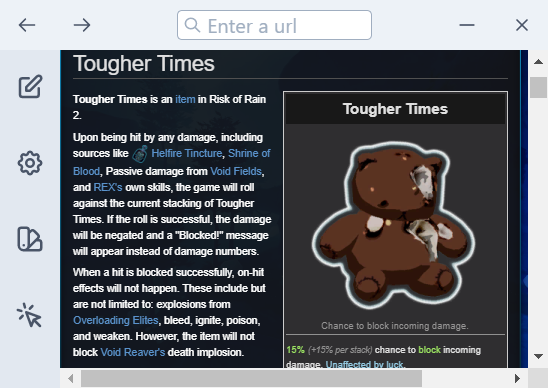 Enter a url
Tougher Times
Tougher Times is an item in Risk of Rain
2.
Upon being hit by any damage, including
sources like Helfire Tincture, Shrine of
Blood, Passive damage from Void Fields,
and REX's own skills, the game will roll
against the current stacking of Tougher
Times. If the roll is successful, the damage
will be negated and a "Blocked!" message
will appear instead of damage numbers.
When a hit is blocked successfully, on-hit
effects will not happen. These include but
are not limited to: explosions from
Overloading Elites, bleed, ignite, poison,
and weaken. However, the item will not
block Void Reaver's death implosion.
Tougher Times
Chance to block incoming damage.
15% (+15% per stack) chance to block incoming
damage. Unaffected by luck.